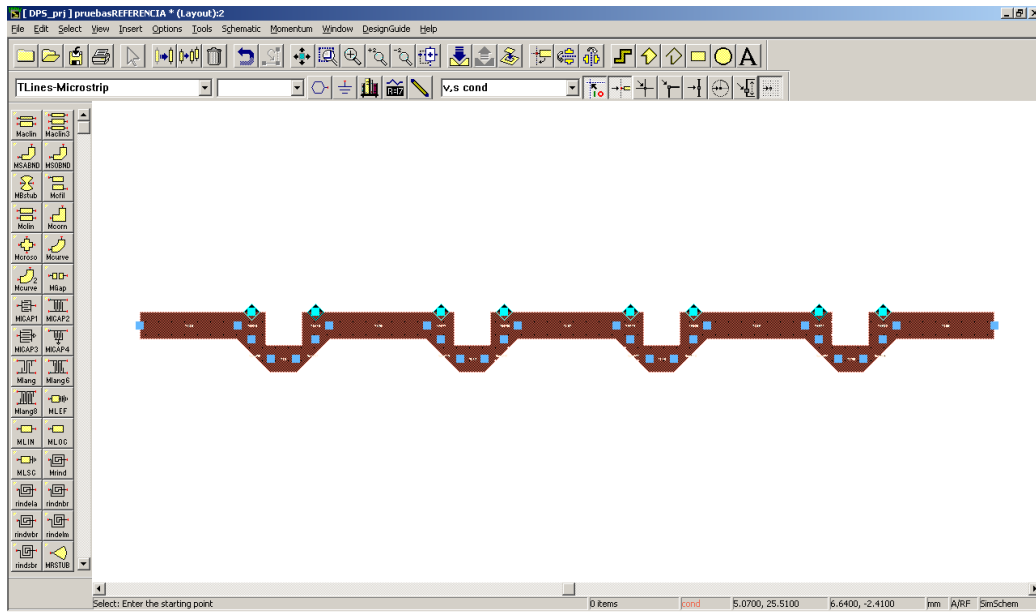 [ DPS_prj ] pruebasREFERENCIA * (Layout):2
File Edit Select View Insert Options Tools Schematic Momentum Window DesignGuide Help
A
TLines-Microstrip
v,s cond
Maclin Maclin3
MSABND MSOBND
MBstub Mcfil
Mclin Mcorn
Mcroso Mcurve
Mcurve MGap
MICAP1 MICAP2
MICAP3 MICAP4
Mlang Mlang6
Mlang8 MLEF
MLIN MLOC
MLSC Mrind
rindela rindnbr
rindwbr rindelm
rindsbr MRSTUB
Select: Enter the starting point 0 items cond 5.0700, 25.5100 6.6400, -2.4100 mm A/RF SimSchem